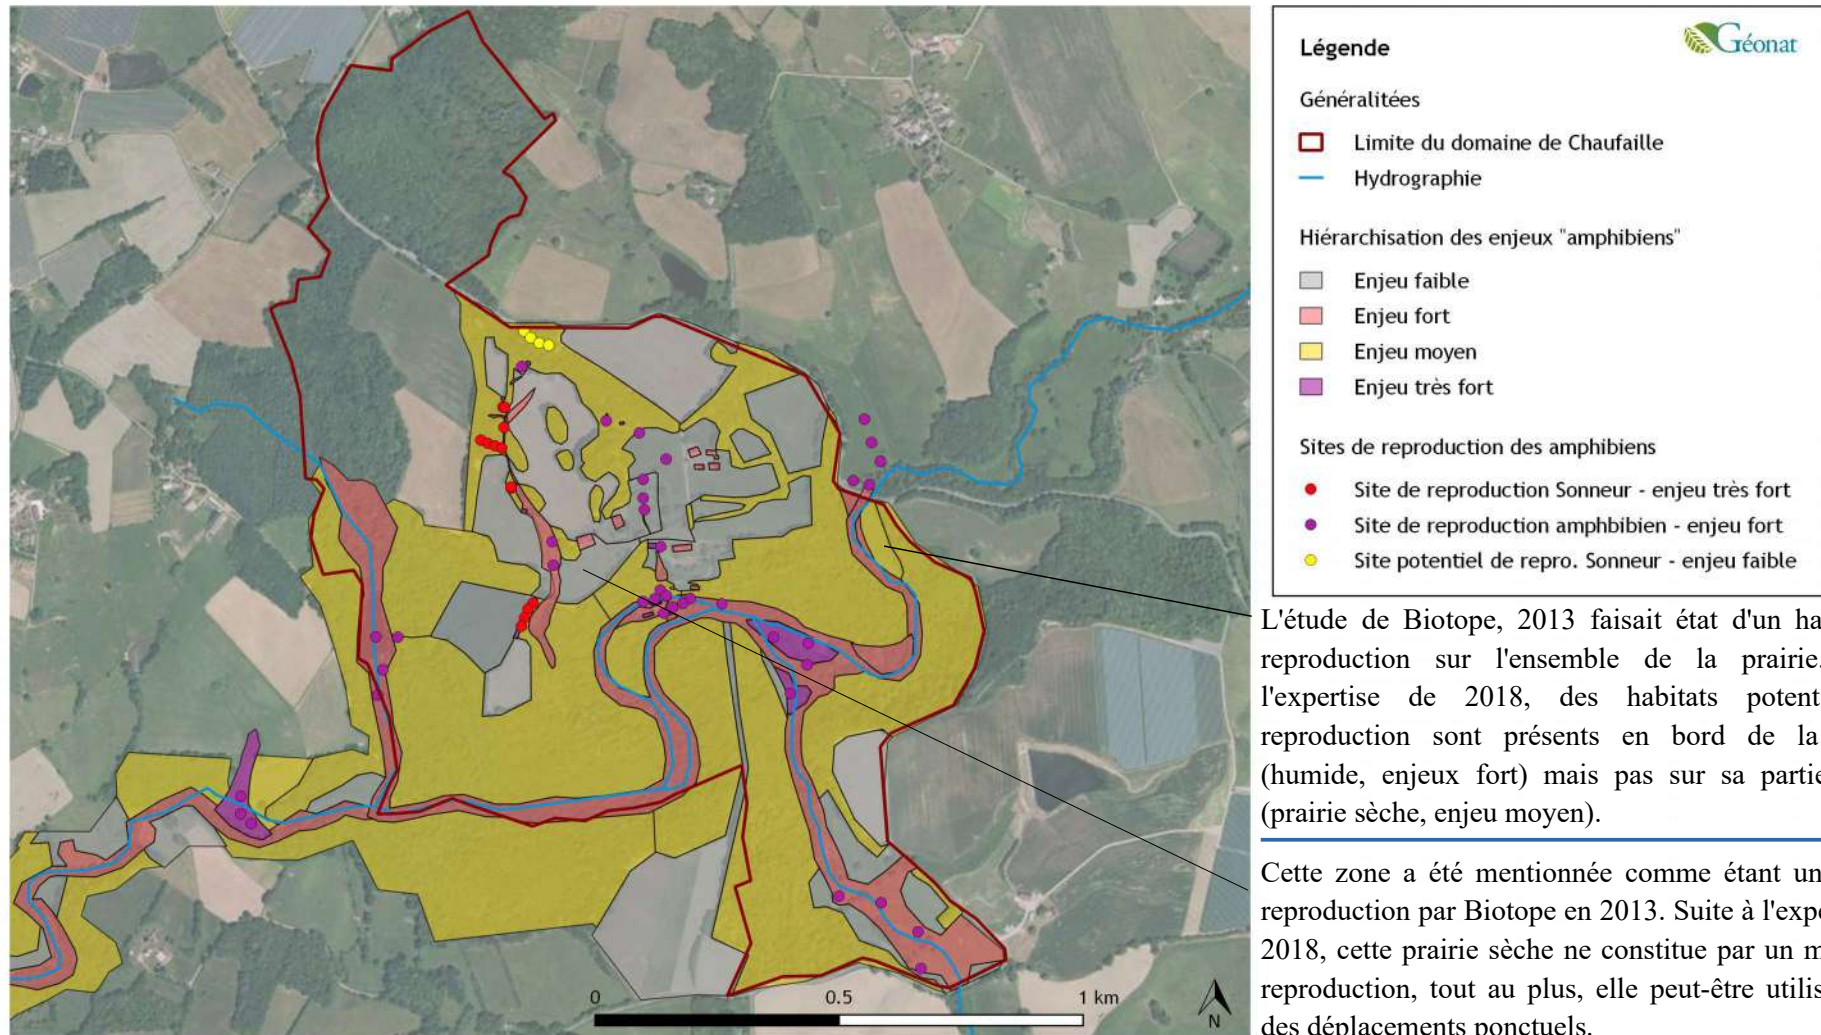 Légende
Géonat
Généralitées
Limite du domaine de Chaufaille
Hydrographie
Hiérarchisation des enjeux "amphibiens"
Enjeu faible
Enjeu fort
Enjeu moyen
Enjeu très fort
Sites de reproduction des amphibiens
Site de reproduction Sonneur - enjeu très fort
Site de reproduction amphbibien - enjeu fort
Site potentiel de repro. Sonneur - enjeu faible
L'étude de Biotope, 2013 faisait état d'un ha
reproduction sur l'ensemble de la prairie.
l'expertise de 2018, des habitats potent
reproduction sont présents en bord de la
(humide, enjeux fort) mais pas sur sa partie
(prairie sèche, enjeu moyen).
Cette zone a été mentionnée comme étant un
reproduction par Biotope en 2013. Suite à l'expe
2018, cette prairie sèche ne constitue par un m
reproduction, tout au plus, elle peut-être utilis
des déplacements ponctuels.
0 0.5 1 km
N